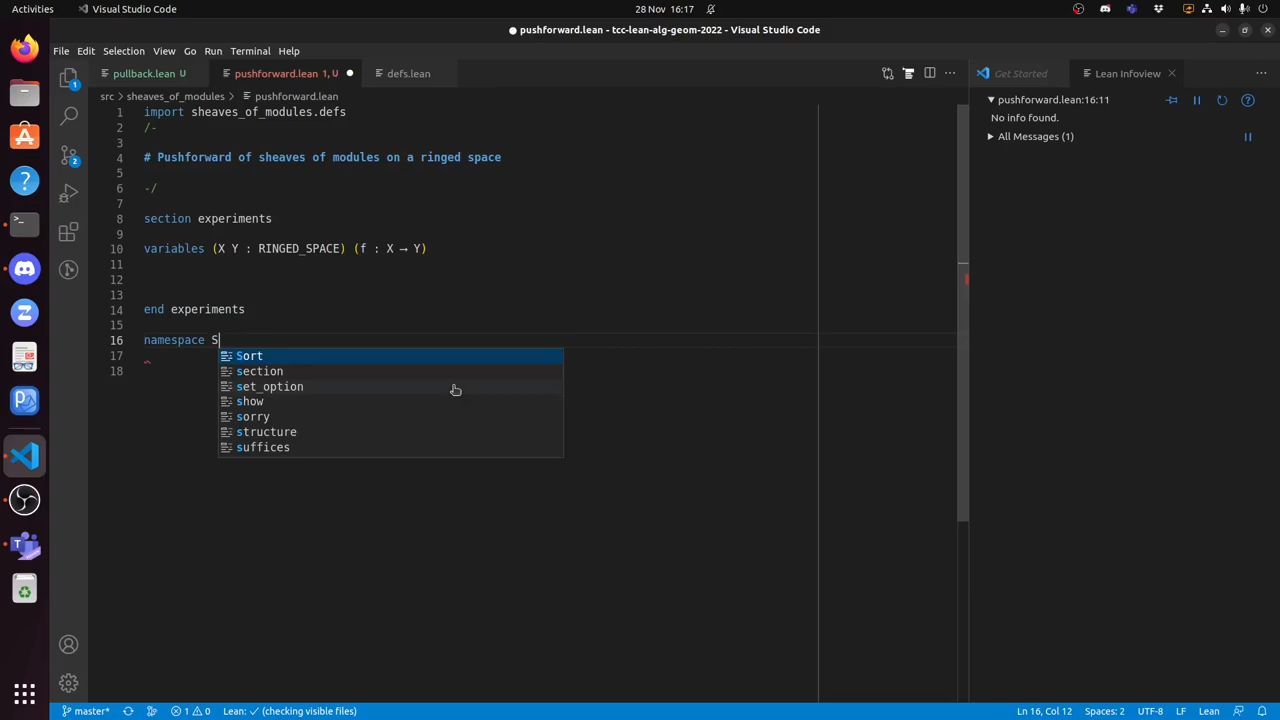 Activities
Visual Studio Code
28 Nov 16:17
pushforward.lean - tcc-lean-alg-geom-2022 - Visual Studio Code
File Edit Selection View Go Run Terminal Help
pullback.lean U
pushforward.lean 1, U
defs.lean
Get Started
Lean Infoview
src > sheaves_of_modules > pushforward.lean
1 import sheaves_of_modules.defs
2 /-
3
4 # Pushforward of sheaves of modules on a ringed space
5
6 -/
7
8 section experiments
9
10 variables (X Y : RINGED_SPACE) (f : X ⟶ Y)
11
12
13
14 end experiments
15
16 namespace S
17
18
Sort
section
set_option
show
sorry
structure
suffices
pushforward.lean:16:11
No info found.
All Messages (1)
1
2
master*
1 0
Lean: ✓ (checking visible files)
Ln 16, Col 12
Spaces: 2
UTF-8
LF
Lean